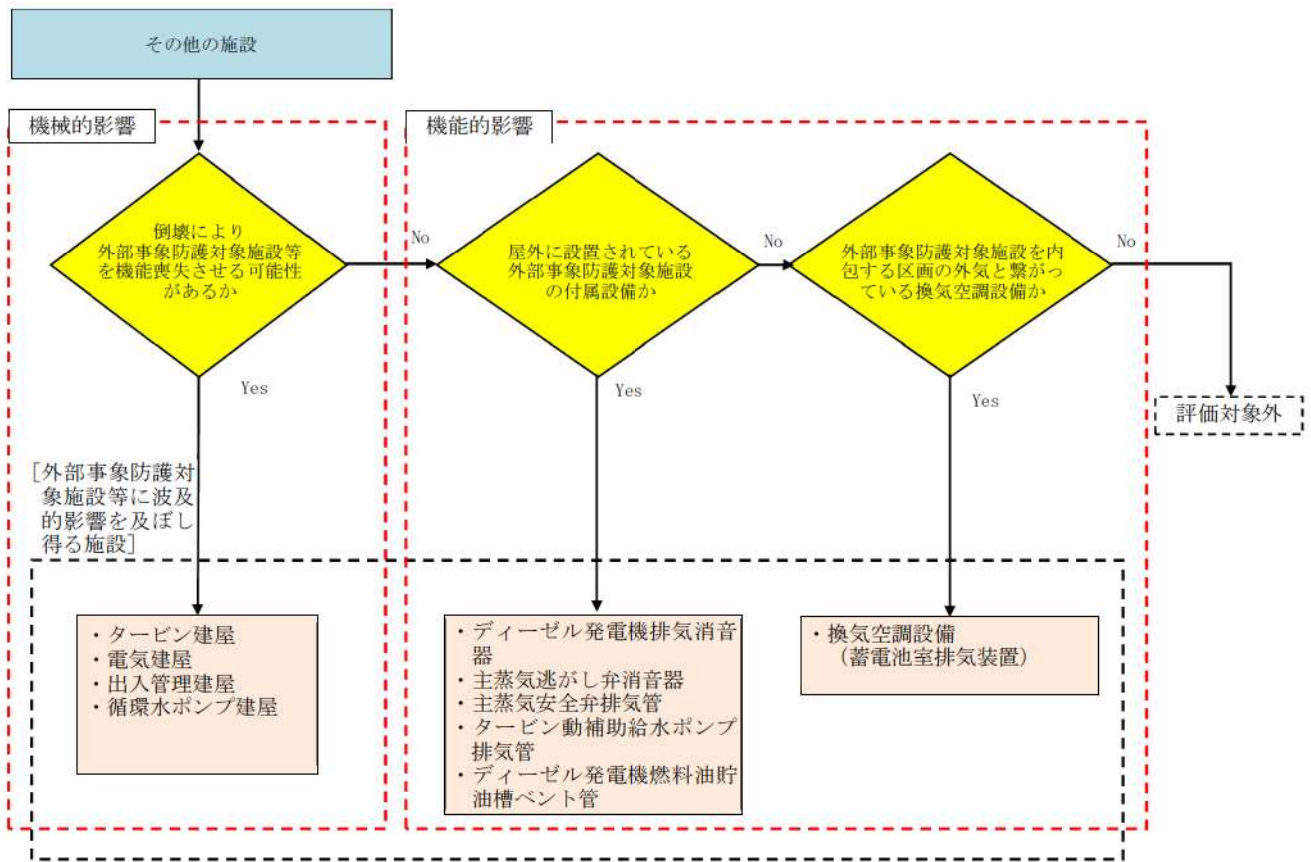 その他の施設
機械的影響
機能的影響
倒壊により
外部事象防護対象施設等
を機能喪失させる可能性
があるか
No
屋外に設置されている
外部事象防護対象施設
の付属設備か
No
外部事象防護対象施設を内
包する区画の外気と繋がっ
ている換気空調設備か
No
Yes
Yes
Yes
評価対象外
[外部事象防護対
象施設等に波及
的影響を及ぼし
得る施設]
・タービン建屋
・電気建屋
・出入管理建屋
・循環水ポンプ建屋
・ディーゼル発電機排気消音
器
・主蒸気逃がし弁消音器
・主蒸気安全弁排気管
・タービン動補助給水ポンプ
排気管
・ディーゼル発電機燃料油貯
油槽ベント管
・換気空調設備
（蓄電池室排気装置）